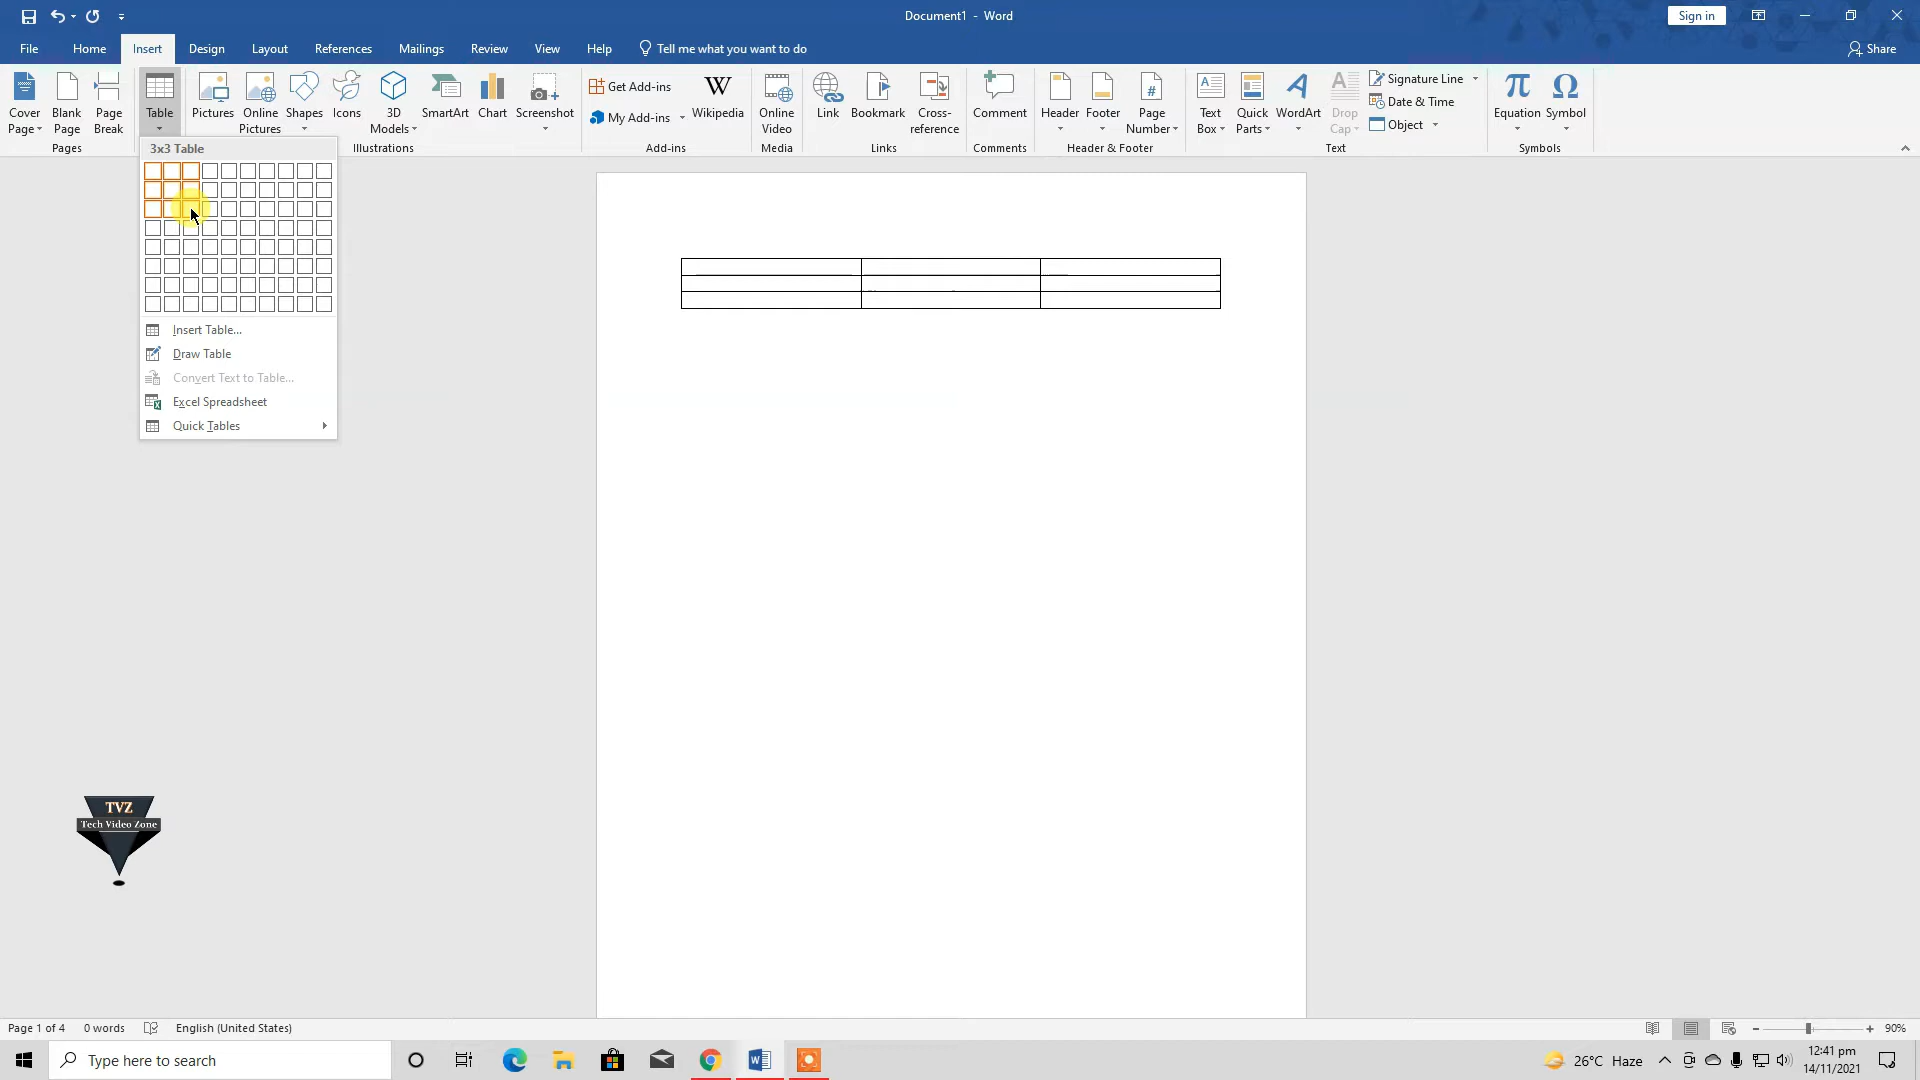 Document1 - Word
Sign in
File Home Insert Design Layout References Mailings Review View Help Tell me what you want to do
Share
Cover Page
Blank Page
Page Break
Pages
Table
Pictures
Online Pictures
Shapes
Icons
3D Models
SmartArt
Chart
Screenshot
Illustrations
Get Add-ins
My Add-ins
W
Wikipedia
Add-ins
Online Video
Media
Link
Bookmark
Cross-reference
Links
Comment
Comments
Header
Footer
#
Page Number
Header & Footer
A
Text Box
Quick Parts
A
WordArt
A
Drop Cap
Signature Line
Date & Time
Object
Text
π
Equation
Ω
Symbol
Symbols
3x3 Table
Insert Table...
Draw Table
Convert Text to Table...
Excel Spreadsheet
Quick Tables
TVZ
Tech Video Zone
Page 1 of 4 0 words English (United States)
90%
Type here to search
26°C Haze
12:41 pm
14/11/2021